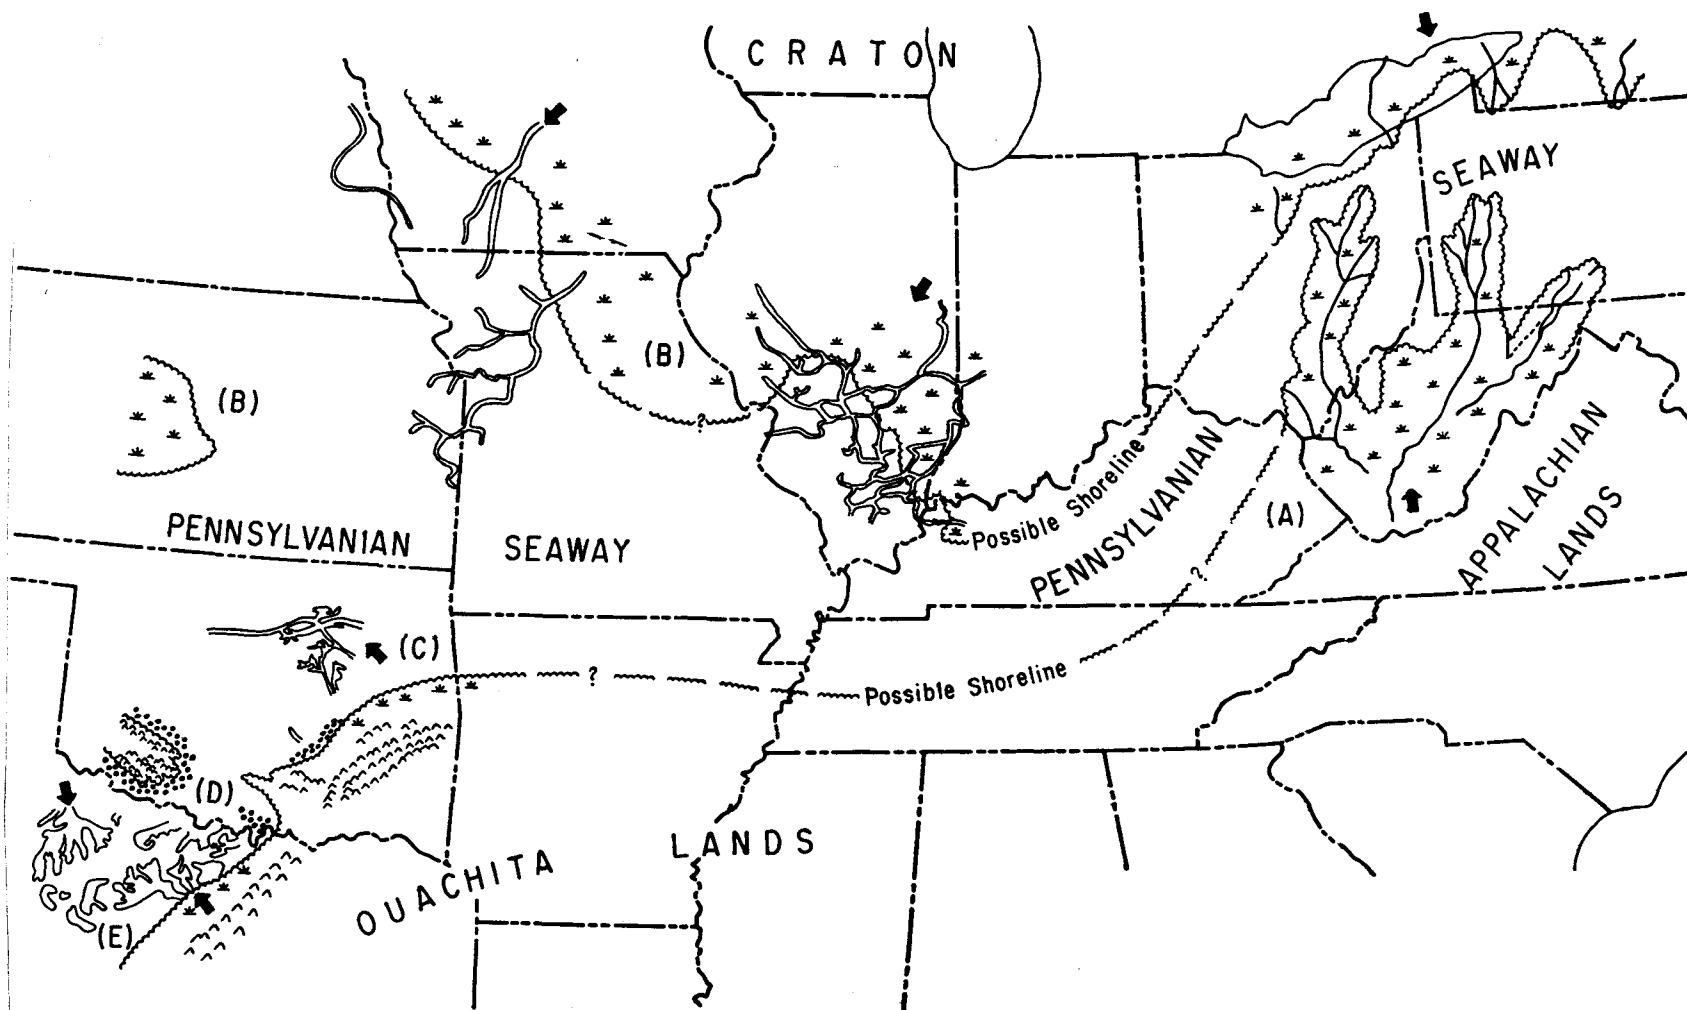 CRATON
SEAWAY
(B)
(B)
?
Possible Shoreline
PENNSYLVANIAN
(A)
APPALACHIAN
LANDS
PENNSYLVANIAN
SEAWAY
?
(C)
?
Possible Shoreline
(D)
LANDS
OUACHITA
(E)